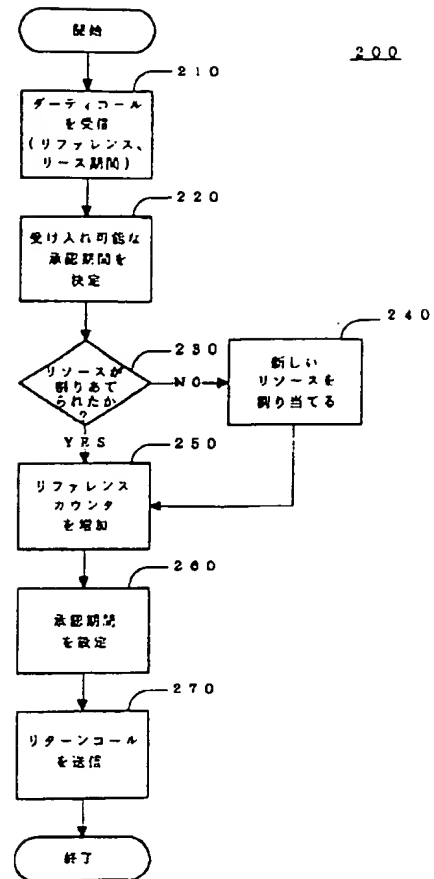 開始
200
210
ダーティコール
を受信
(リファレンス、
リース期間)
220
受け入れ可能な
承認期間を
決定
230
リソースが
割りあて
られたか
?
NO
240
新しい
リソースを
割り当てる
YES
250
リファレンス
カウンタ
を増加
260
承認期間
を設定
270
リターンコール
を送信
終了